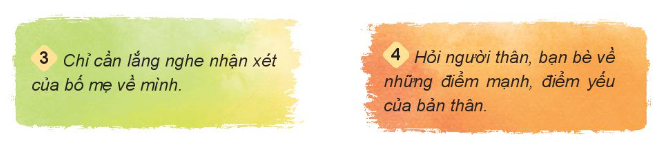 3 Chỉ cần lắng nghe nhận xét
của bố mẹ về mình.
4 Hỏi người thân, bạn bè về
những điểm mạnh, điểm yếu
của bản thân.